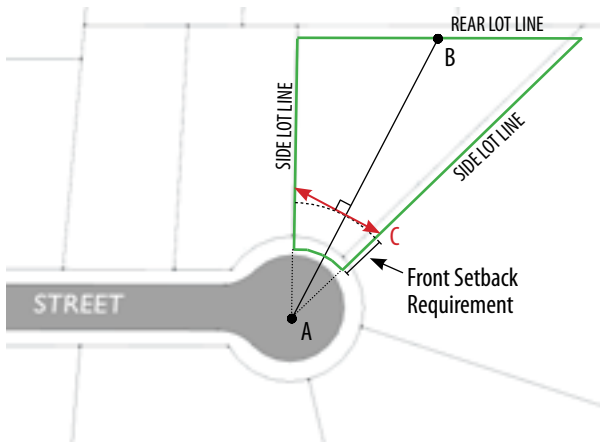 REAR LOT LINE
B
SIDE LOT LINE
SIDE LOT LINE
C
Front Setback
Requirement
STREET
A